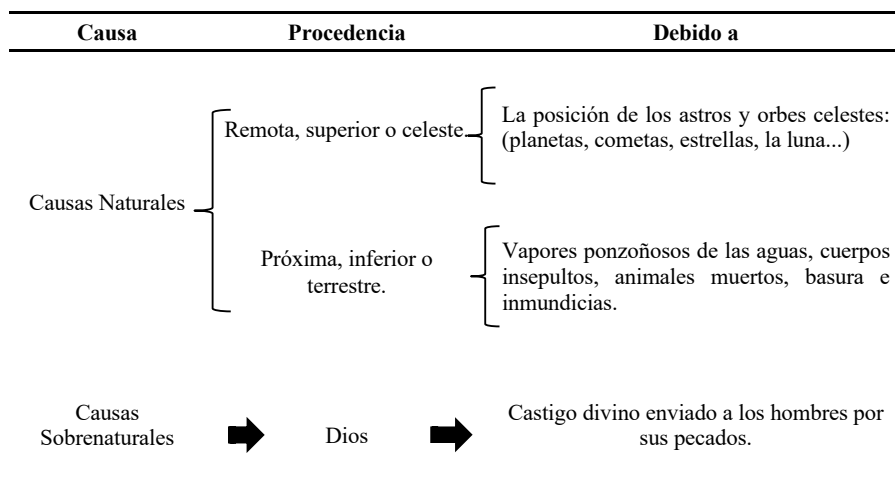 Causa Procedencia Debido a
Remota, superior o celeste.
La posición de los astros y orbes celestes:
(planetas, cometas, estrellas, la luna...)
Causas Naturales
Próxima, inferior o
terrestre.
Vapores ponzoñosos de las aguas, cuerpos
insepultos, animales muertos, basura e
inmundicias.
Causas
Sobrenaturales
Dios
Castigo divino enviado a los hombres por
sus pecados.